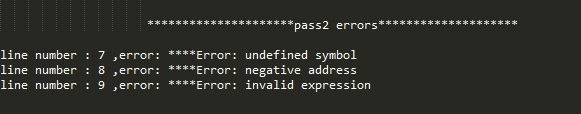 *********************pass2 errors********************
line number : 7 ,error: ****Error: undefined symbol
line number : 8 ,error: ****Error: negative address
line number : 9 ,error: ****Error: invalid expression